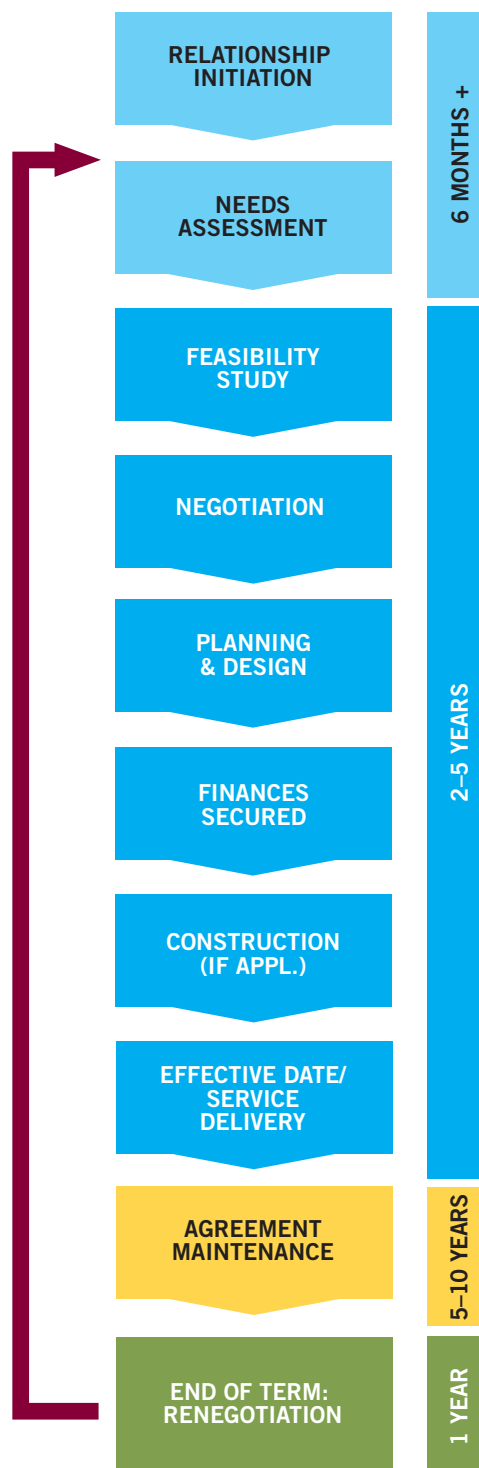 RELATIONSHIP
INITIATION
NEEDS
ASSESSMENT
6 MONTHS +
FEASIBILITY
STUDY
NEGOTIATION
PLANNING
& DESIGN
FINANCES
SECURED
CONSTRUCTION
(IF APPL.)
EFFECTIVE DATE/
SERVICE
DELIVERY
2–5 YEARS
AGREEMENT
MAINTENANCE
5–10 YEARS
END OF TERM:
RENEGOTIATION
1 YEAR